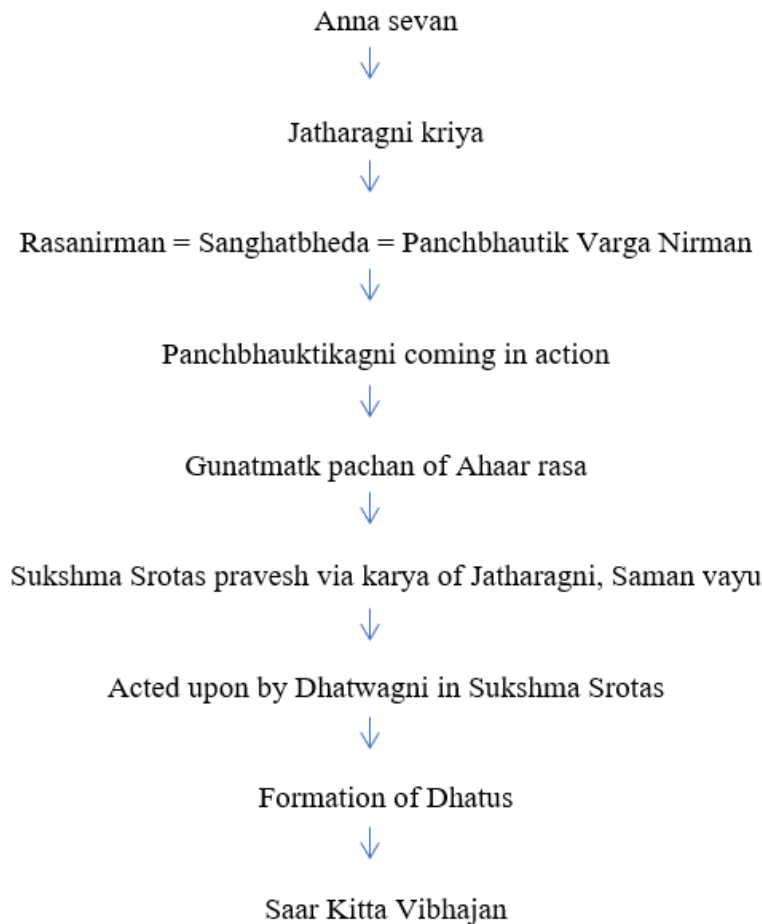 Anna sevan
Jatharagni kriya
Rasanirman = Sanghatbheda = Panchbhautik Varga Nirman
Panchbhauktikagni coming in action
Gunatmatk pachan of Ahaar rasa
Sukshma Srotas pravesh via karya of Jatharagni, Saman vayu
Acted upon by Dhatwagni in Sukshma Srotas
Formation of Dhatus
Saar Kitta Vibhajan